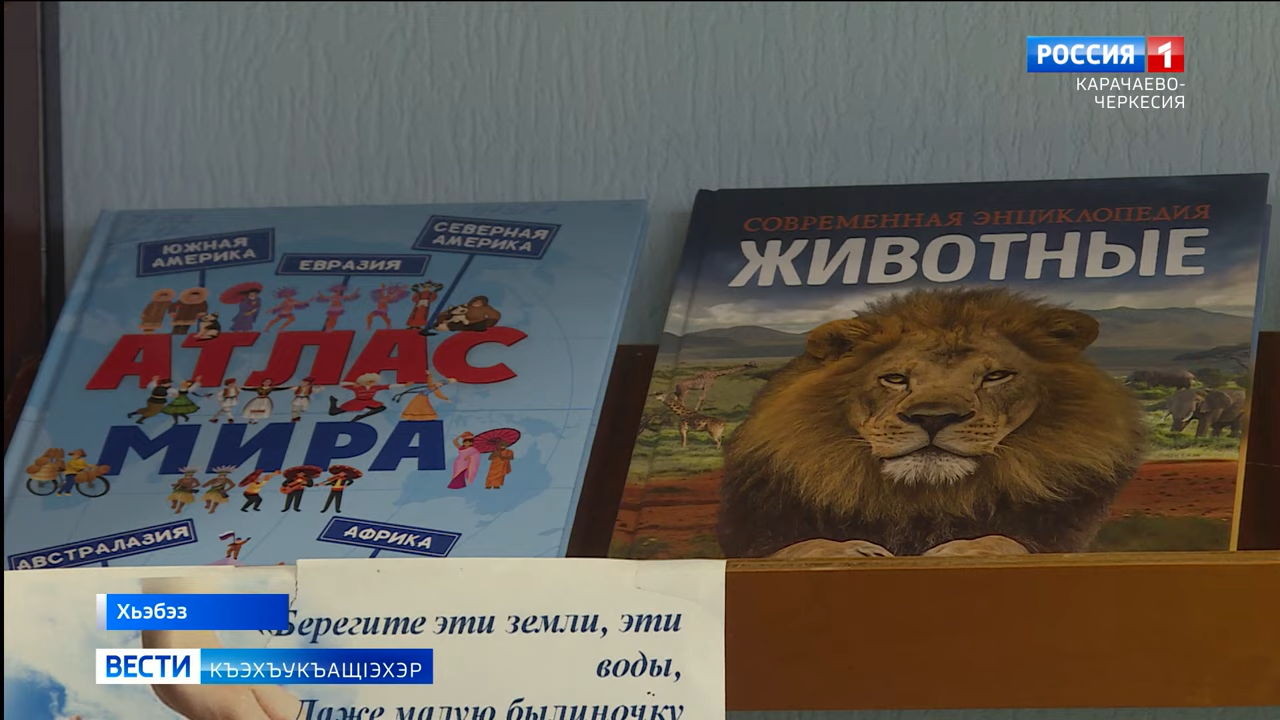 РОССИЯ 1
КАРАЧАЕВО-
ЧЕРКЕСИЯ
ЮЖНАЯ
АМЕРИКА
ЕВРАЗИЯ
СЕВЕРНАЯ
АМЕРИКА
АТЛАС
МИРА
АВСТРАЛАЗИЯ
АФРИКА
СОВРЕМЕННАЯ ЭНЦИКЛОПЕДИЯ
ЖИВОТНЫЕ
«Берегите эти земли, эти
воды,
Даже малую былиночку
Хьэбэз
ВЕСТИ КЪЭХЪУКЪАЩIЭХЭР